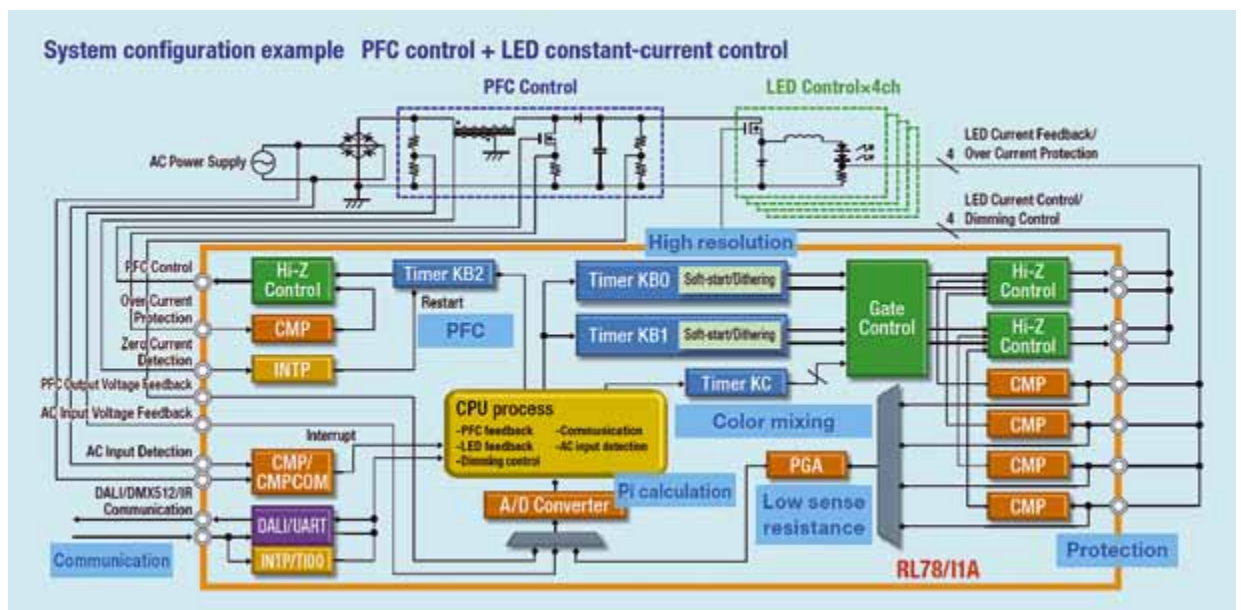 System configuration example PFC control + LED constant-current control
PFC Control
LED Control×4ch
AC Power Supply
LED Current Feedback/
4 Over Current Protection
LED Current Control/
4 Dimming Control
High resolution
PFC Control
Hi-Z
Control
Timer KB2
Restart
PFC
Timer KB0 Soft-start/Dithering
Timer KB1 Soft-start/Dithering
Gate
Control
Hi-Z
Control
Hi-Z
Control
Over Current
Protection
CMP
Zero Current
Detection
INTP
PFC Output Voltage Feedback
AC Input Voltage Feedback
Timer KC
Color mixing
CMP
CMP
CMP
CMP
CPU process
-PFC feedback -Communication
-LED feedback -AC input detection
-Dimming control
Interrupt
AC Input Detection
CMP/
CMPCOM
PGA
Pi calculation
A/D Converter
Low sense
resistance
DALI/DMX512/IR
Communication
DALI/UART
INTP/TI00
Communication
Protection
RL78/I1A